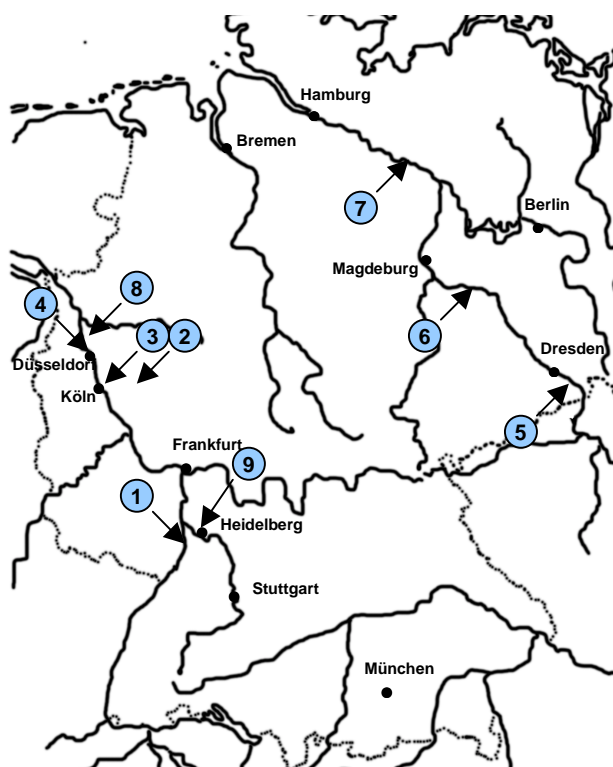 Hamburg
Bremen
7
Berlin
Magdeburg
8
4
3
2
6
Düsseldorf
Dresden
Köln
5
Frankfurt
9
1
Heidelberg
Stuttgart
München